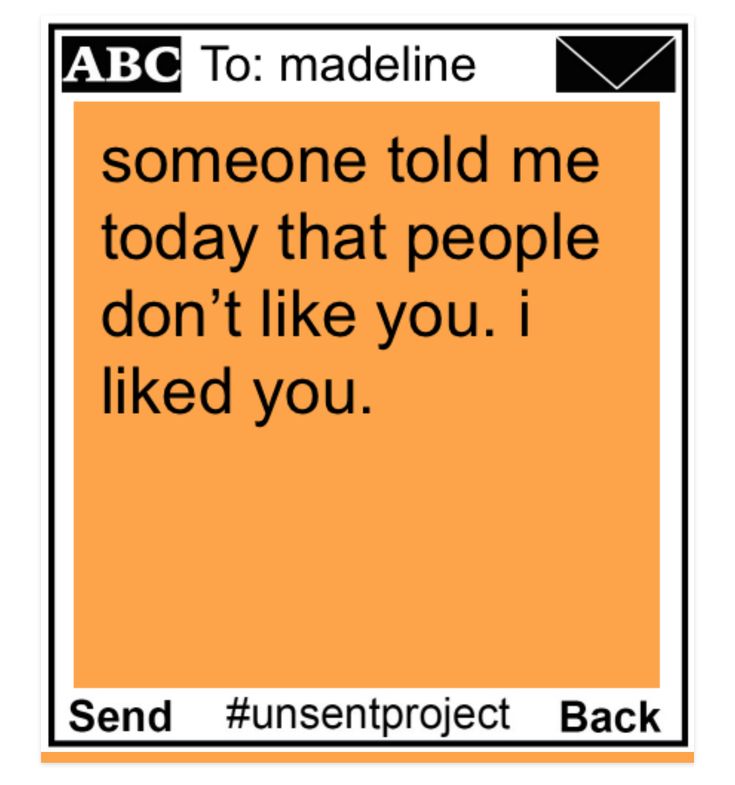 ABC To: madeline
someone told me
today that people
don’t like you. i
liked you.
Send #unsentproject Back